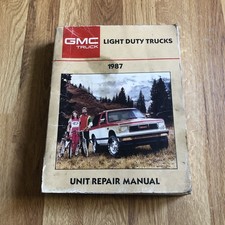 GMC
TRUCK
LIGHT DUTY TRUCKS
1987
UNIT REPAIR MANUAL